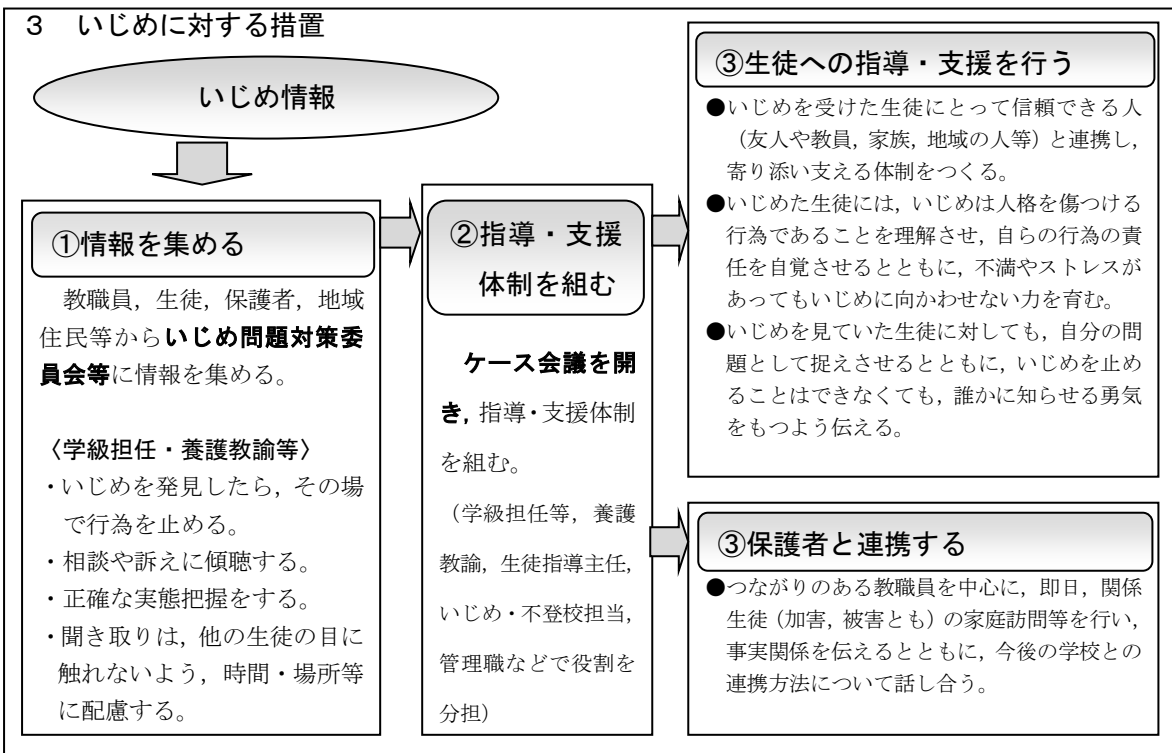 3 いじめに対する措置
いじめ情報
①情報を集める
教職員，生徒，保護者，地域
住民等からいじめ問題対策委
員会等に情報を集める。
〈学級担任・養護教諭等〉
・いじめを発見したら，その場
で行為を止める。
・相談や訴えに傾聴する。
・正確な実態把握をする。
・聞き取りは，他の生徒の目に
触れないよう，時間・場所等
に配慮する。
②指導・支援
体制を組む
ケース会議を開
き，指導・支援体制
を組む。
（学級担任等，養護
教諭，生徒指導主任，
いじめ・不登校担当，
管理職などで役割を
分担）
③生徒への指導・支援を行う
●いじめを受けた生徒にとって信頼できる人
（友人や教員，家族，地域の人等）と連携し，
寄り添い支える体制をつくる。
●いじめた生徒には，いじめは人格を傷つける
行為であることを理解させ，自らの行為の責
任を自覚させるとともに，不満やストレスが
あってもいじめに向かわせない力を育む。
●いじめを見ていた生徒に対しても，自分の問
題として捉えさせるとともに，いじめを止め
ることはできなくても，誰かに知らせる勇気
をもつよう伝える。
③保護者と連携する
●つながりのある教職員を中心に，即日，関係
生徒（加害，被害とも）の家庭訪問等を行い，
事実関係を伝えるとともに，今後の学校との
連携方法について話し合う。